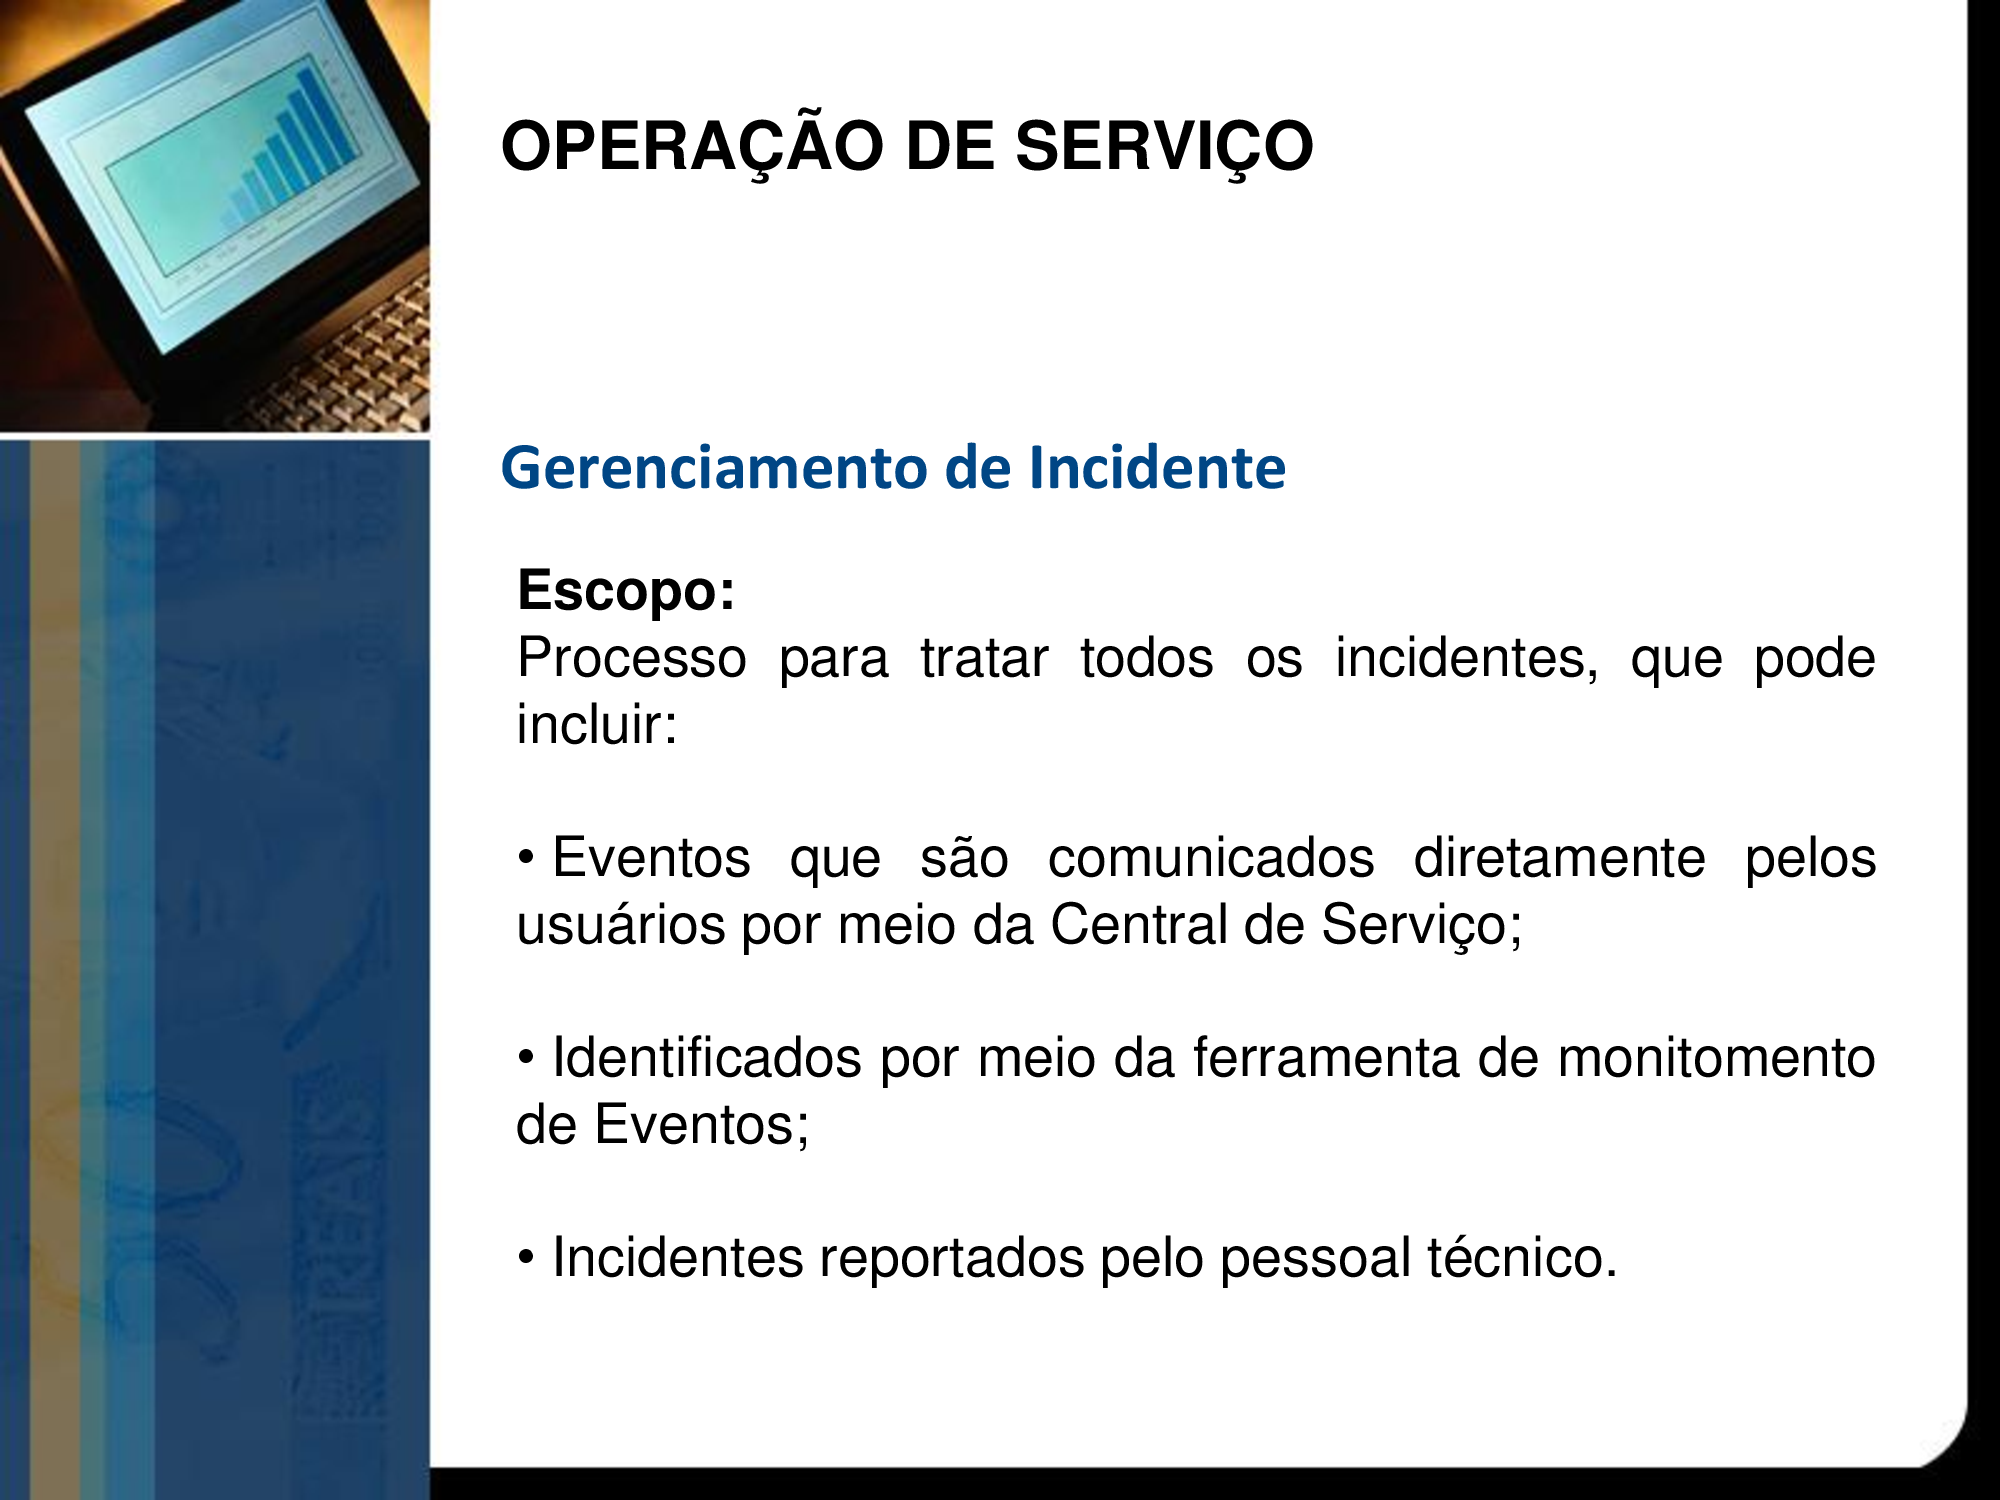 OPERAÇÃO DE SERVIÇO
Gerenciamento de Incidente
Escopo:
Processo para tratar todos os incidentes, que pode
incluir:
• Eventos que são comunicados diretamente pelos
usuários por meio da Central de Serviço;
• Identificados por meio da ferramenta de monitomento
de Eventos;
• Incidentes reportados pelo pessoal técnico.
REAIS